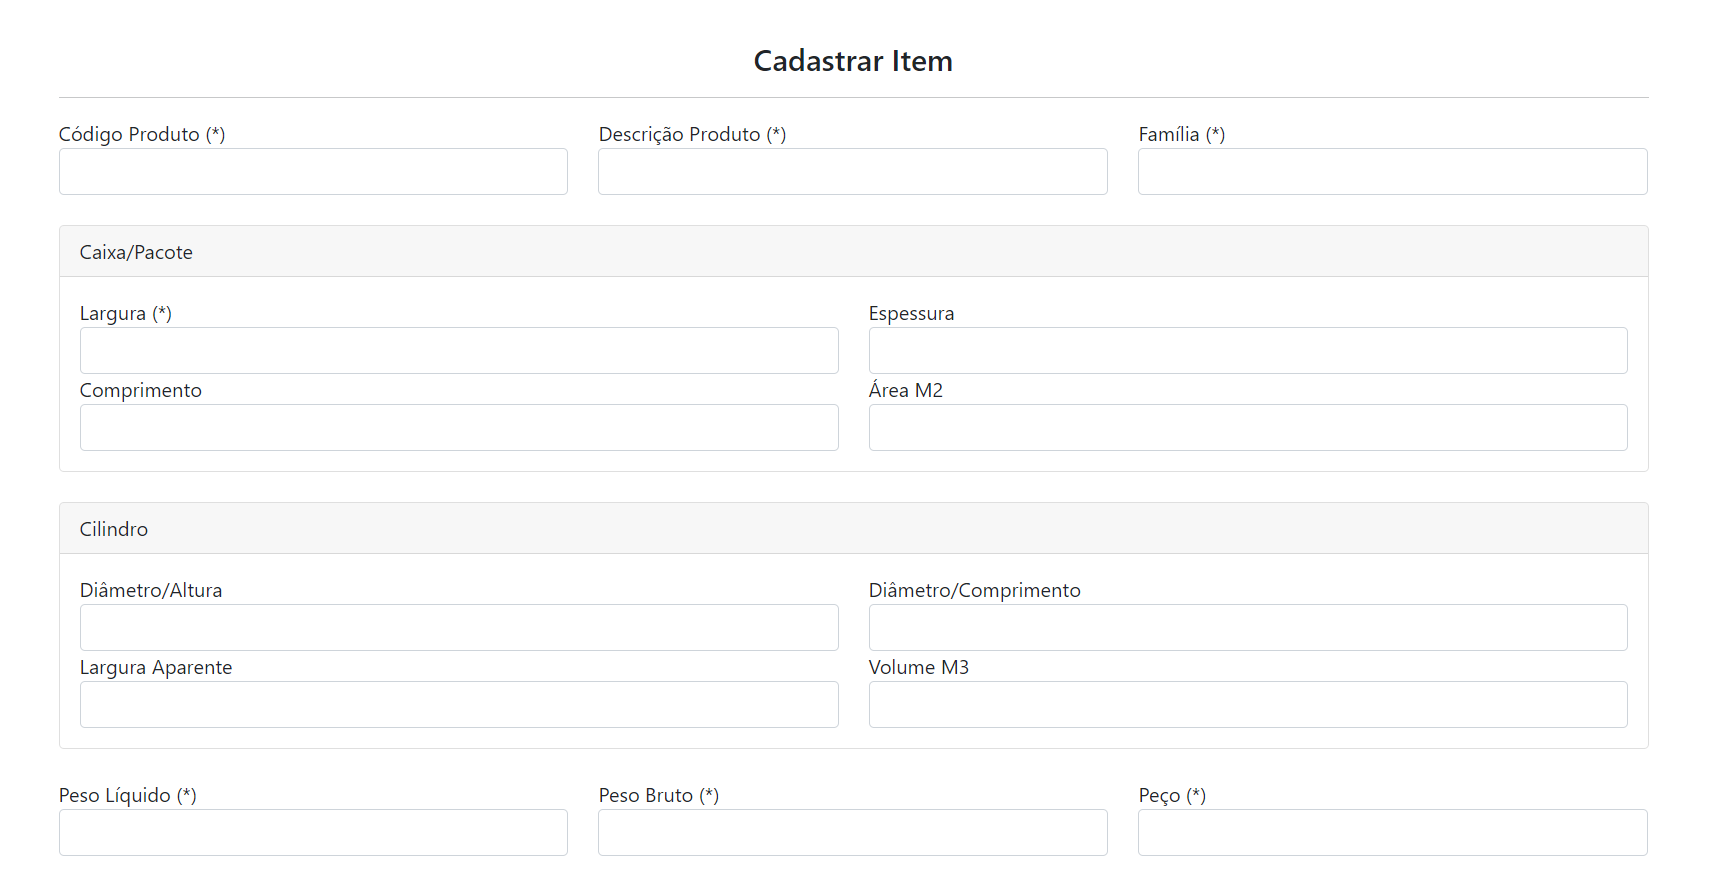 Cadastrar Item
Código Produto (*) Descrição Produto (*) Família (*)
Caixa/Pacote
Largura (*) Espessura
Comprimento Área M2
Cilindro
Diâmetro/Altura Diâmetro/Comprimento
Largura Aparente Volume M3
Peso Líquido (*) Peso Bruto (*) Peço (*)